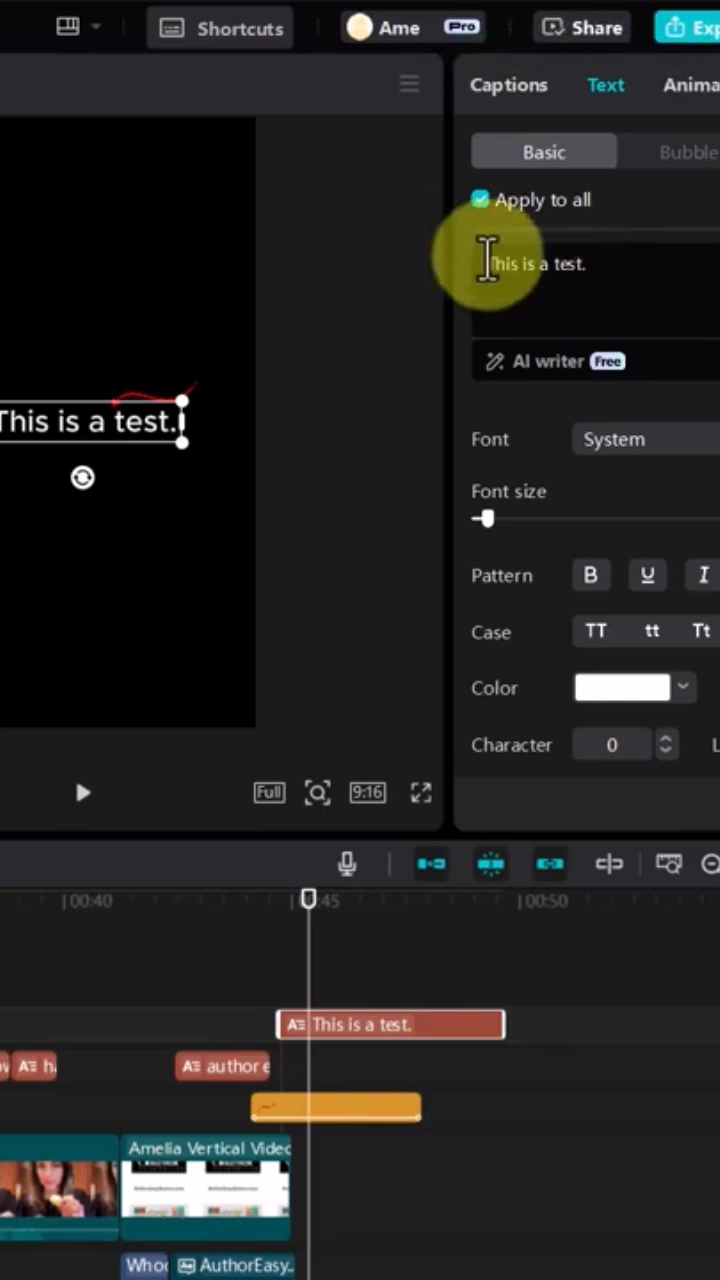 Shortcuts
Ame Pro
Share
Exp
Captions Text Anima
Basic Bubble
Apply to all
This is a test.
AI writer Free
This is a test.
Font System
Font size
Pattern B U I
Case TT tt Tt
Color
Character 0 L
Full 9:16
00:40 :45 00:50
A This is a test.
A h A author e
Amelia Vertical Video
Whoo AuthorEasy..